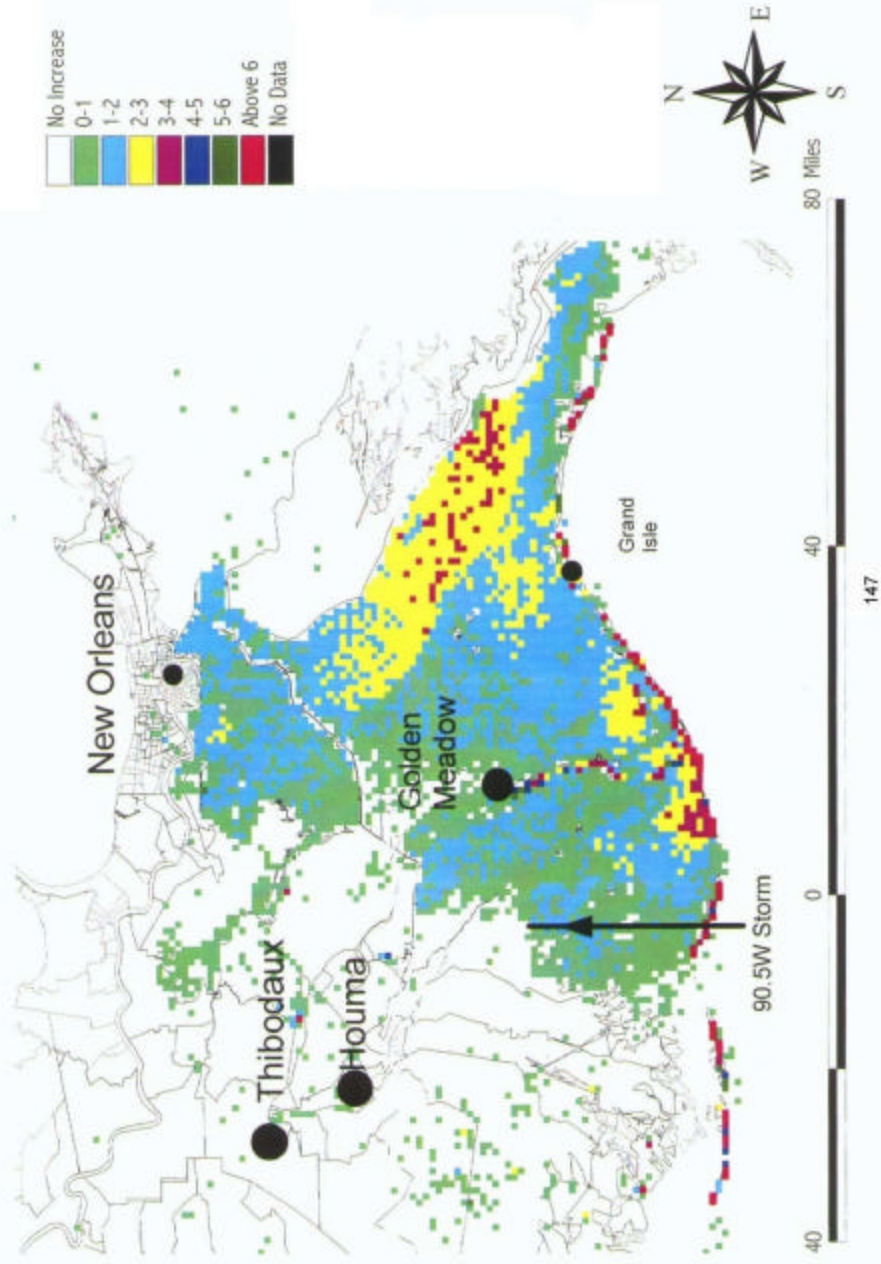 No Increase
0-1
1-2
2-3
3-4
4-5
5-6
Above 6
No Data
N
W
E
S
New Orleans
Thibodaux
Houma
Golden
Meadow
Grand
Isle
90.5W Storm
40
0
40
80 Miles
147